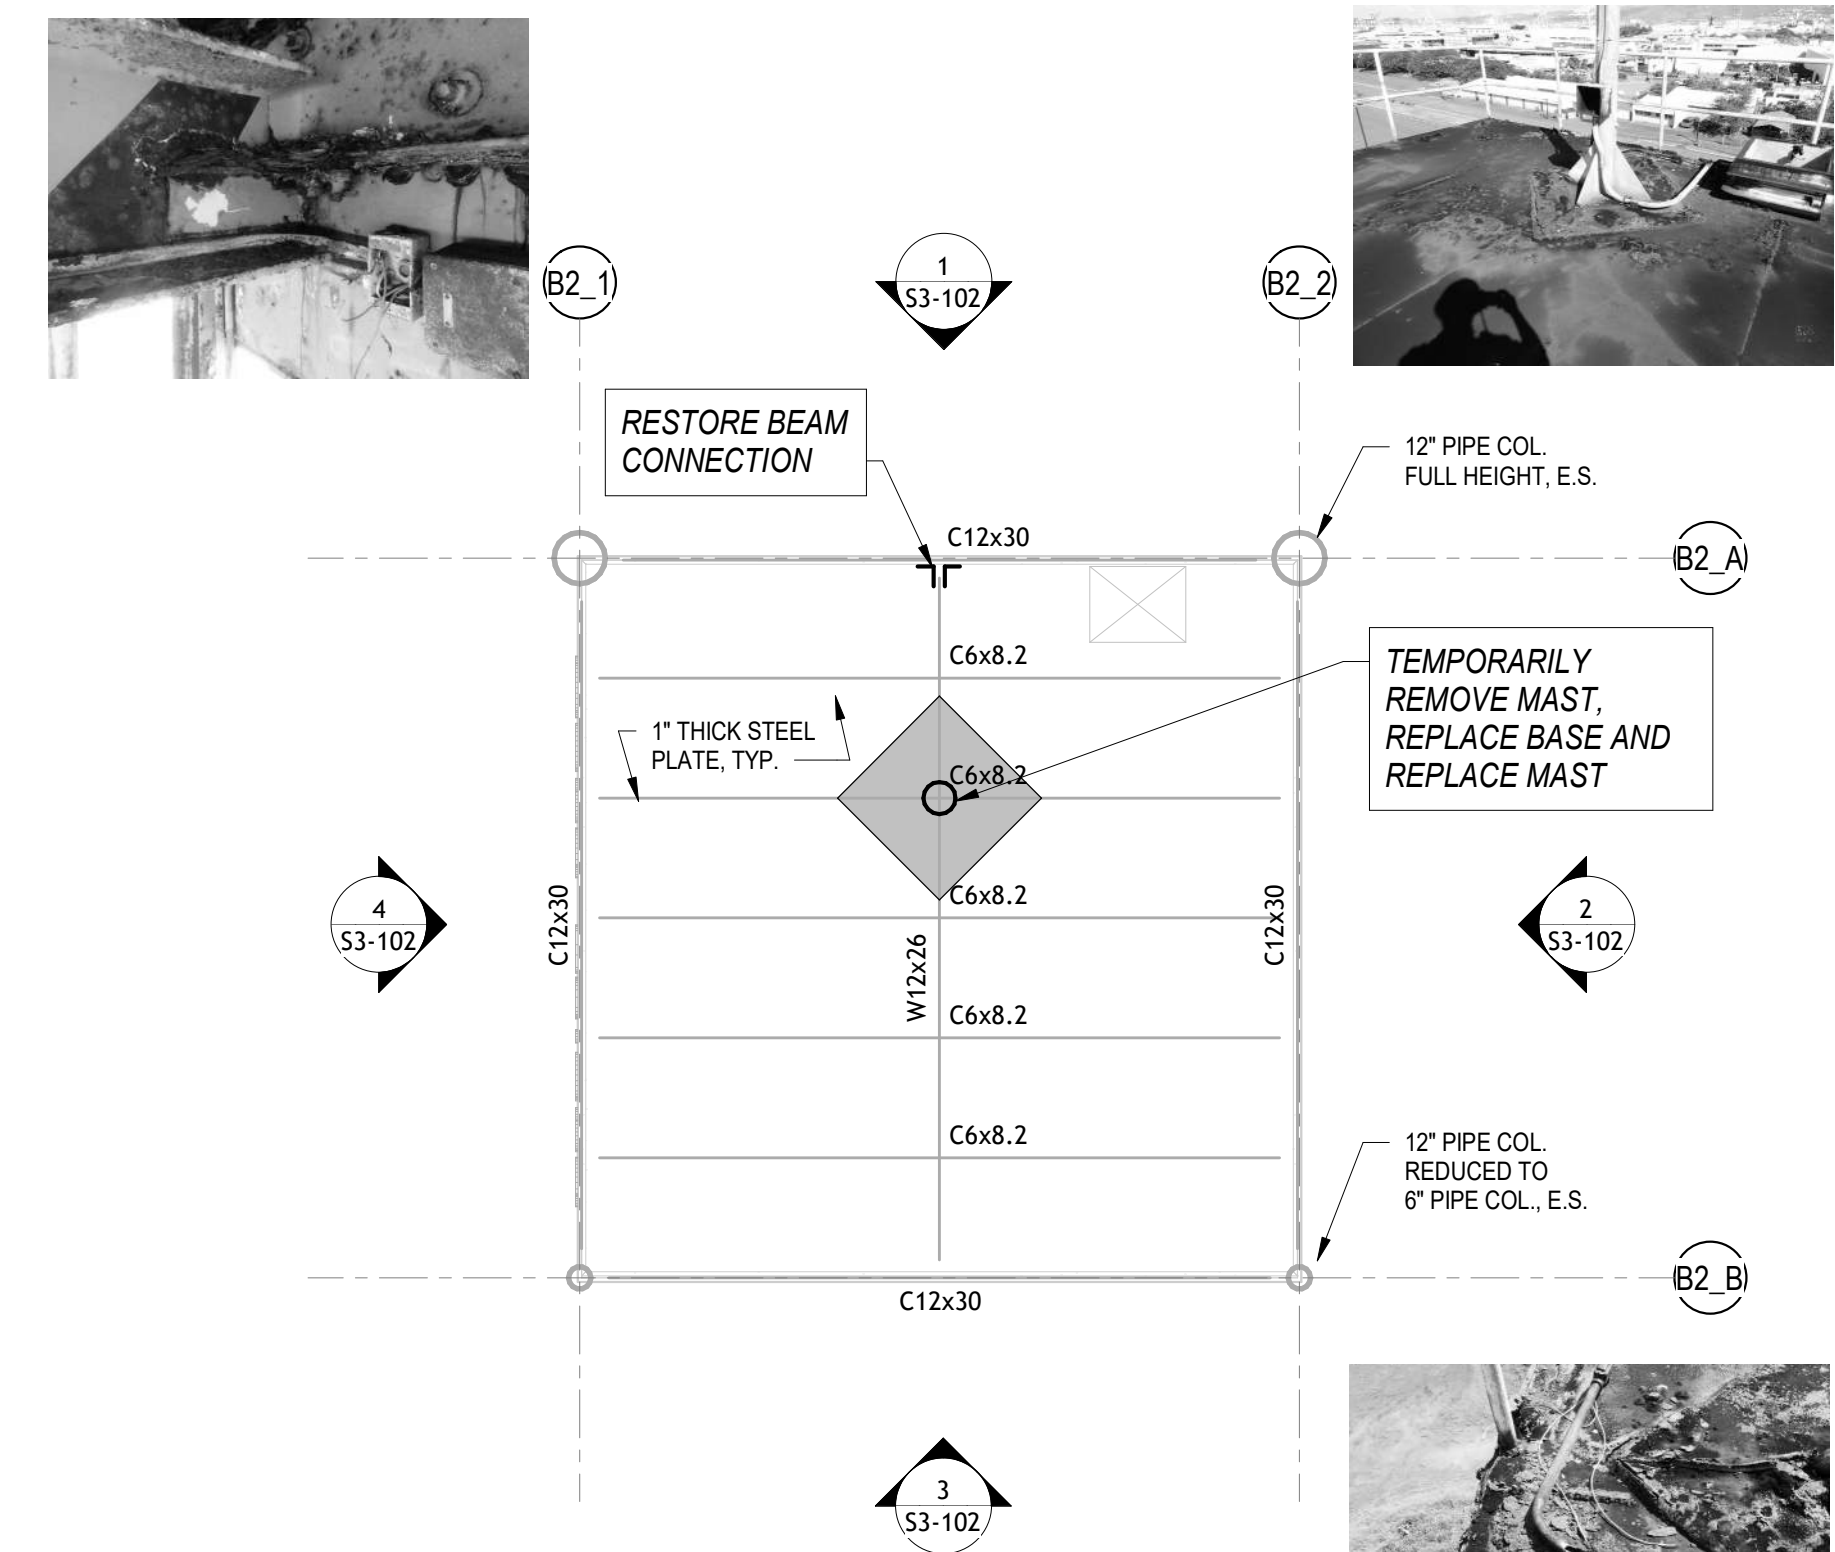 B2_1
1
S3-102
B2_2
RESTORE BEAM
CONNECTION
12" PIPE COL.
FULL HEIGHT, E.S.
C12x30
B2_A
C6x8.2
TEMPORARILY
REMOVE MAST,
REPLACE BASE AND
REPLACE MAST
1" THICK STEEL
PLATE, TYP.
C6x8.2
4
S3-102
C12x30
C6x8.2
W12x26
C12x30
2
S3-102
C6x8.2
C6x8.2
12" PIPE COL.
REDUCED TO
6" PIPE COL., E.S.
B2_B
C12x30
3
S3-102